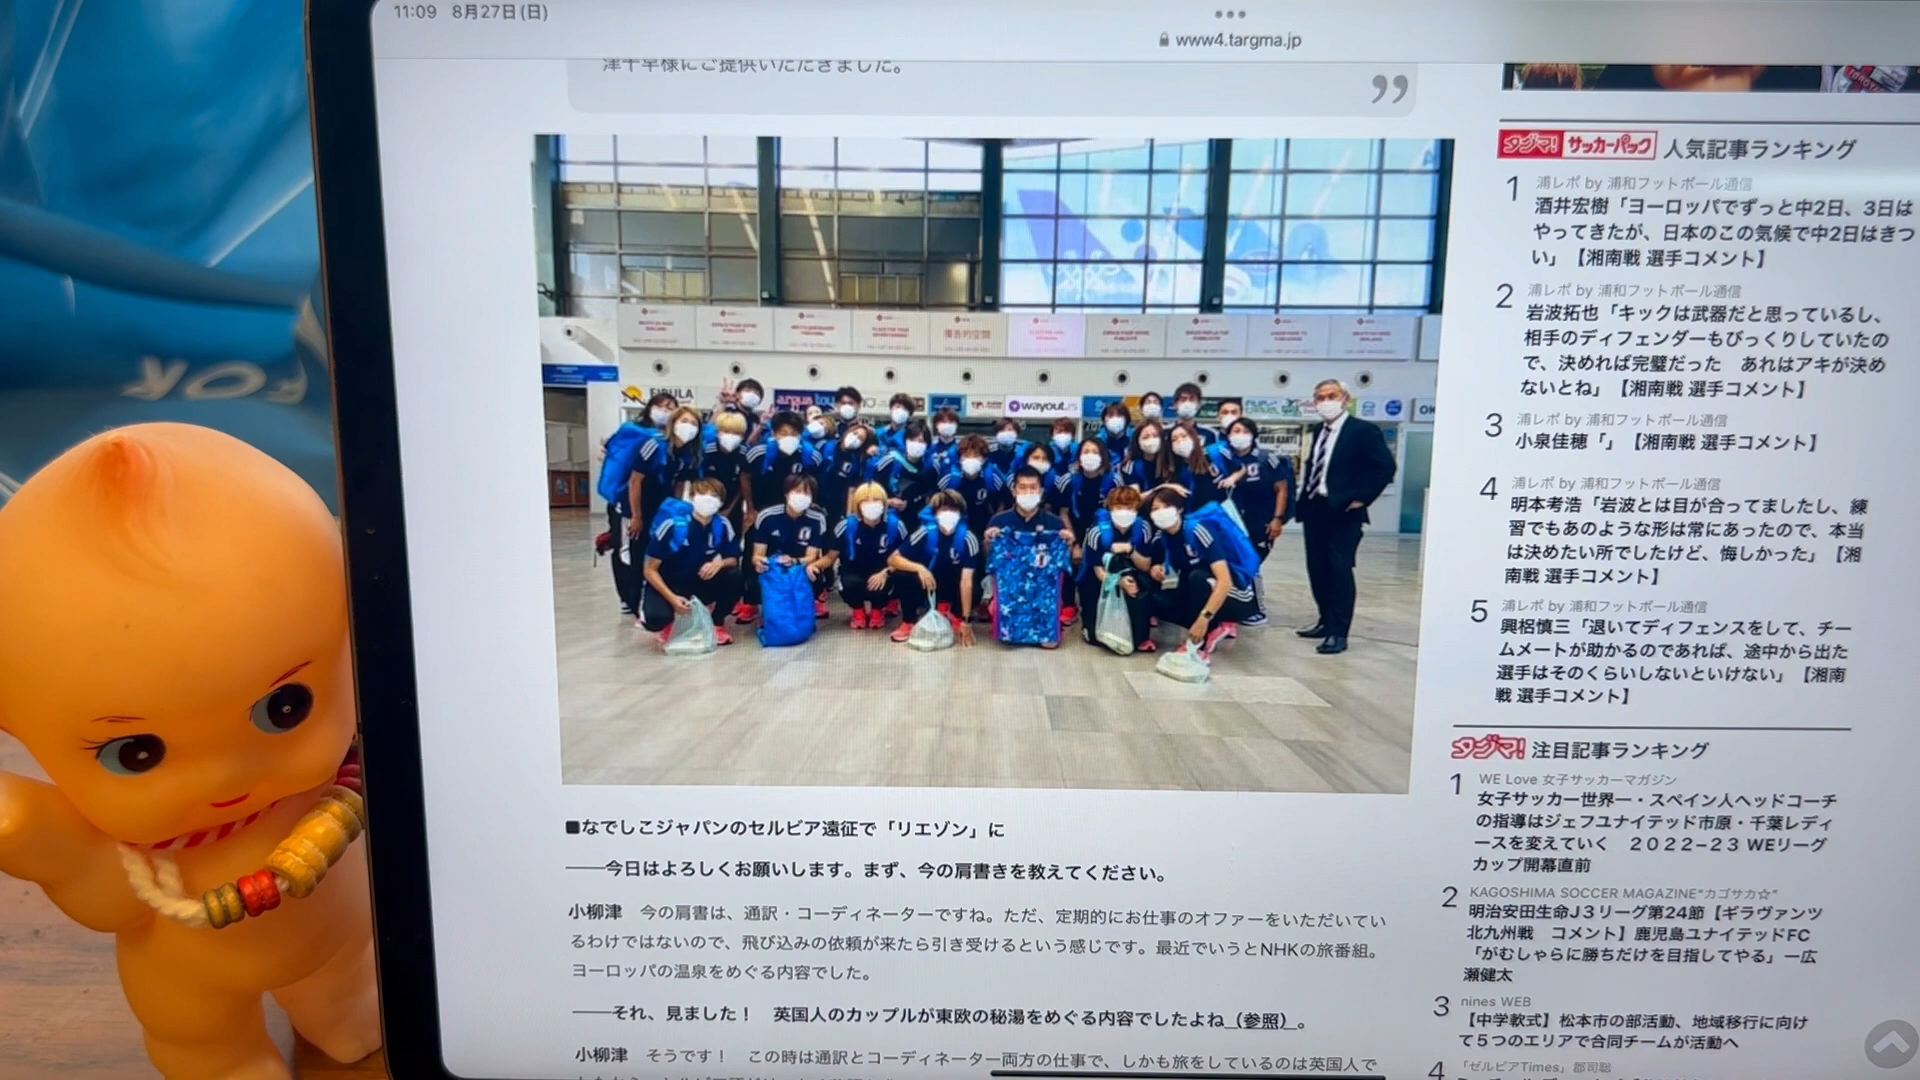 11:09 8月27日(日)
www4.targma.jp
津千早様にご提供いただきました。
”
FOR
wayout.rs
argus tours
■なでしこジャパンのセルビア遠征で「リエゾン」に
――今日はよろしくお願いします。まず、今の肩書きを教えてください。
小柳津 今の肩書は、通訳・コーディネーターですね。ただ、定期的にお仕事のオファーをいただいてい
るわけではないので、飛び込みの依頼が来たら引き受けるという感じです。最近でいうとNHKの旅番組。
ヨーロッパの温泉をめぐる内容でした。
――それ、見ました! 英国人のカップルが東欧の秘湯をめぐる内容でしたよね(参照)。
小柳津 そうです! この時は通訳とコーディネーター両方の仕事で、しかも旅をしているのは英国人で
タグマ! サッカーパック 人気記事ランキング
1 浦レポ by 浦和フットボール通信
酒井宏樹「ヨーロッパでずっと中2日、3日は
やってきたが、日本のこの気候で中2日はきつ
い」【湘南戦 選手コメント】
2 浦レポ by 浦和フットボール通信
岩波拓也「キックは武器だと思っているし、
相手のディフェンダーもびっくりしていたの
で、決めれば完璧だった あれはアキが決め
ないとね」【湘南戦 選手コメント】
3 浦レポ by 浦和フットボール通信
小泉佳穂「」【湘南戦 選手コメント】
4 浦レポ by 浦和フットボール通信
明本考浩「岩波とは目が合ってましたし、練
習でもあのような形は常にあったので、本当
は決めたい所でしたけど、悔しかった」【湘
南戦 選手コメント】
5 浦レポ by 浦和フットボール通信
興梠慎三「退いてディフェンスをして、チー
ムメートが助かるのであれば、途中から出た
選手はそのくらいしないといけない」【湘南
戦 選手コメント】
タグマ! 注目記事ランキング
1 WE Love 女子サッカーマガジン
女子サッカー世界一・スペイン人ヘッドコーチ
の指導はジェフユナイテッド市原・千葉レディ
ースを変えていく 2022−23 WEリーグ
カップ開幕直前
2 KAGOSHIMA SOCCER MAGAZINE“カゴサカ☆”
明治安田生命J3リーグ第24節【ギラヴァンツ
北九州戦 コメント】鹿児島ユナイテッドFC
「がむしゃらに勝ちだけを目指してやる」一広
瀬健太
3 nines WEB
【中学軟式】松本市の部活動、地域移行に向け
て５つのエリアで合同チームが活動へ
4 「ゼルビアTimes」郡司聡